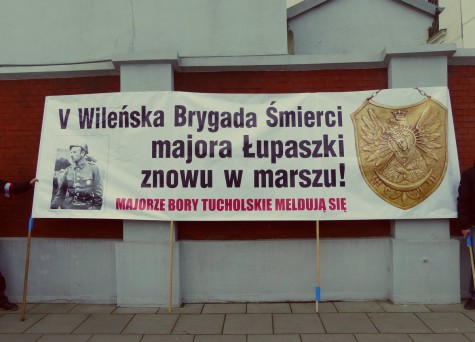 V Wileńska Brygada Śmierci
majora Łupaszki
znowu w marszu!
MAJORZE BORY TUCHOLSKIE MELDUJĄ SIĘ